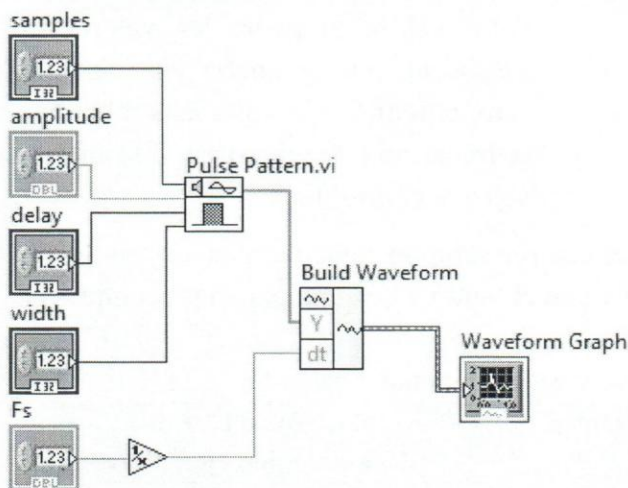 samples
1.23
I32
amplitude
1.23
DBL
Pulse Pattern.vi
delay
1.23
I32
width
1.23
I32
Build Waveform
Y
dt
Waveform Graph
Fs
1.23
DBL
1
x